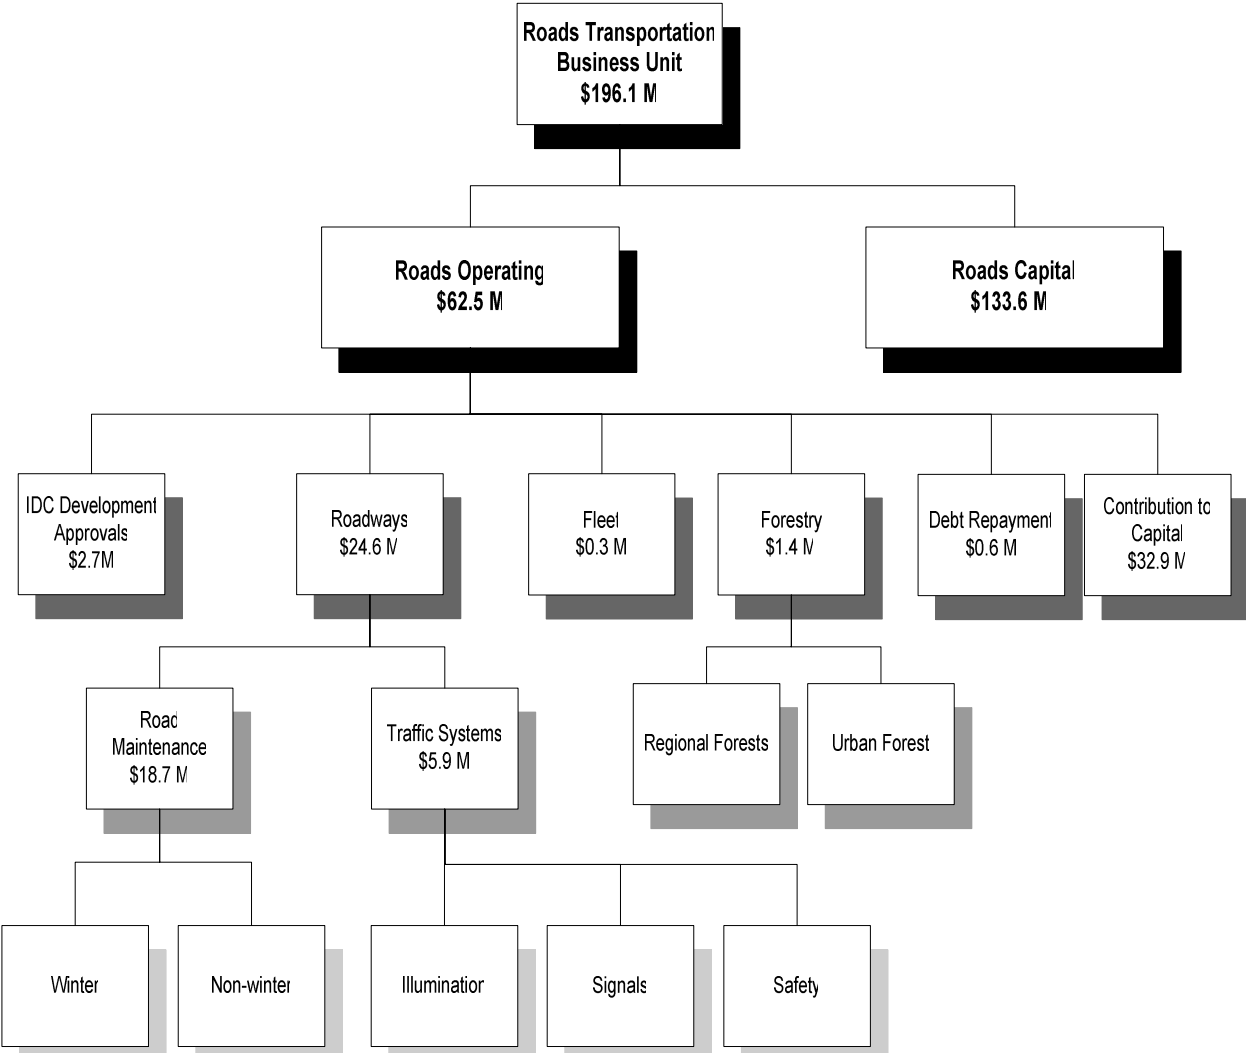 Roads Transportation
Business Unit
$196.1 M
Roads Operating
$62.5 M
Roads Capital
$133.6 M
IDC Development
Approvals
$2.7M
Roadways
$24.6 M
Fleet
$0.3 M
Forestry
$1.4 M
Debt Repayment
$0.6 M
Contribution to
Capital
$32.9 M
Road
Maintenance
$18.7 M
Traffic Systems
$5.9 M
Regional Forests
Urban Forest
Winter
Non-winter
Illumination
Signals
Safety